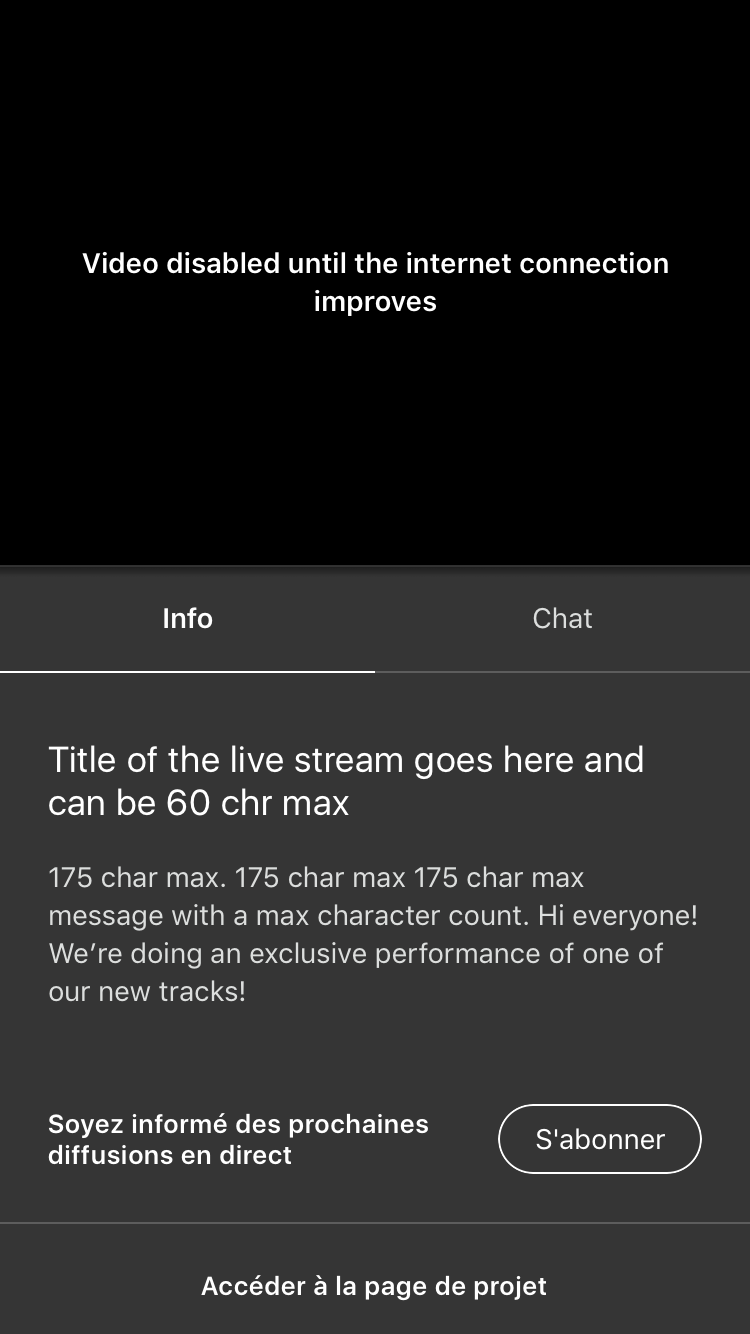 Video disabled until the internet connection
improves
Info
Chat
Title of the live stream goes here and
can be 60 chr max
175 char max. 175 char max 175 char max
message with a max character count. Hi everyone!
We’re doing an exclusive performance of one of
our new tracks!
Soyez informé des prochaines
diffusions en direct
S'abonner
Accéder à la page de projet